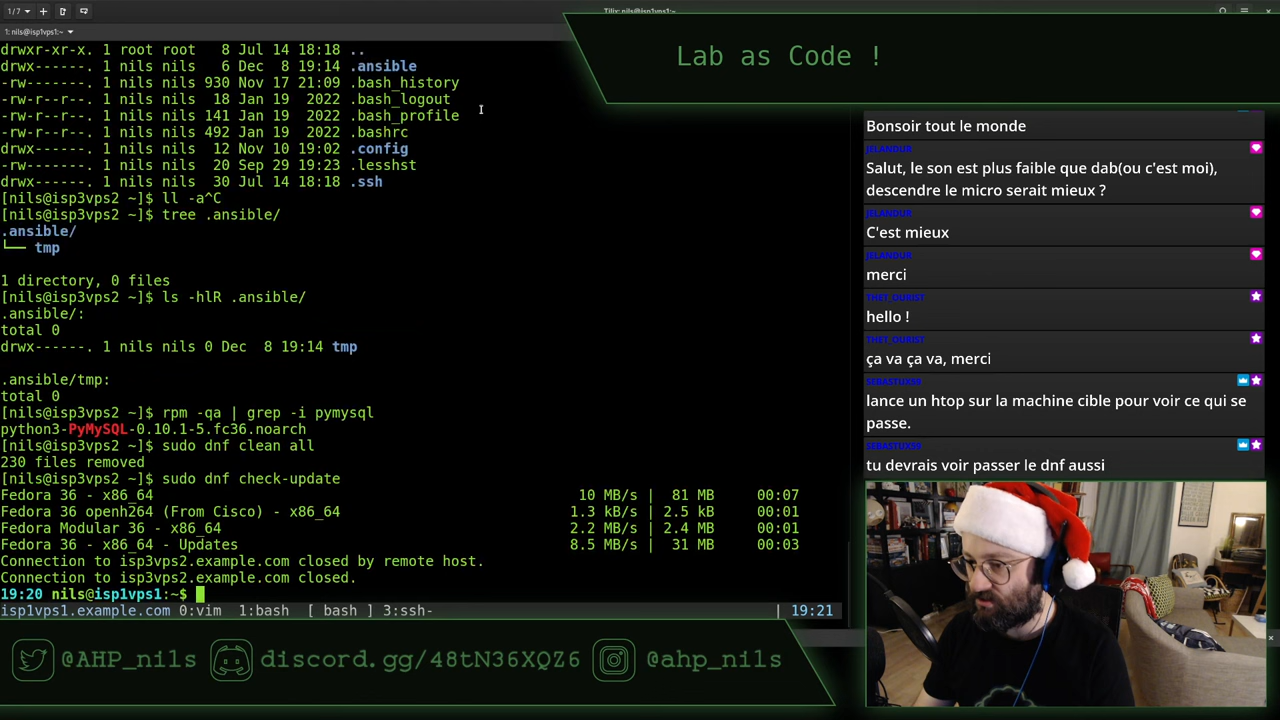 1/7
Tilix: nils@isp1vps1:~
1: nils@isp1vps1:~
drwxr-xr-x. 1 root root   8 Jul 14 18:18 ..
drwx------. 1 nils nils   6 Dec  8 19:14 .ansible
-rw-------. 1 nils nils 930 Nov 17 21:09 .bash_history
-rw-r--r--. 1 nils nils  18 Jan 19  2022 .bash_logout
-rw-r--r--. 1 nils nils 141 Jan 19  2022 .bash_profile
-rw-r--r--. 1 nils nils 492 Jan 19  2022 .bashrc
drwx------. 1 nils nils  12 Nov 10 19:02 .config
-rw-------. 1 nils nils  20 Sep 29 19:23 .lesshst
drwx------. 1 nils nils  30 Jul 14 18:18 .ssh
[nils@isp3vps2 ~]$ ll -a^C
[nils@isp3vps2 ~]$ tree .ansible/
.ansible/
└── tmp
1 directory, 0 files
[nils@isp3vps2 ~]$ ls -hlR .ansible/
.ansible/:
total 0
drwx------. 1 nils nils 0 Dec  8 19:14 tmp
.ansible/tmp:
total 0
[nils@isp3vps2 ~]$ rpm -qa | grep -i pymysql
python3-PyMySQL-0.10.1-5.fc36.noarch
[nils@isp3vps2 ~]$ sudo dnf clean all
230 files removed
[nils@isp3vps2 ~]$ sudo dnf check-update
Fedora 36 - x86_64 10 MB/s |  81 MB 00:07
Fedora 36 openh264 (From Cisco) - x86_64 1.3 kB/s | 2.5 kB 00:01
Fedora Modular 36 - x86_64 2.2 MB/s | 2.4 MB 00:01
Fedora 36 - x86_64 - Updates 8.5 MB/s |  31 MB 00:03
Connection to isp3vps2.example.com closed by remote host.
Connection to isp3vps2.example.com closed.
19:20 nils@isp1vps1:~$
isp1vps1.example.com 0:vim  1:bash  [ bash ] 3:ssh- | 19:21
Lab as Code !
Bonsoir tout le monde
JELANDUR
Salut, le son est plus faible que dab(ou c'est moi),
descendre le micro serait mieux ?
JELANDUR
C'est mieux
JELANDUR
merci
THET_OURIST
hello !
THET_OURIST
ça va ça va, merci
SEBASTUX59
lance un htop sur la machine cible pour voir ce qui se
passe.
SEBASTUX59
tu devrais voir passer le dnf aussi
@AHP_nils discord.gg/48tN36XQZ6 @ahp_nils